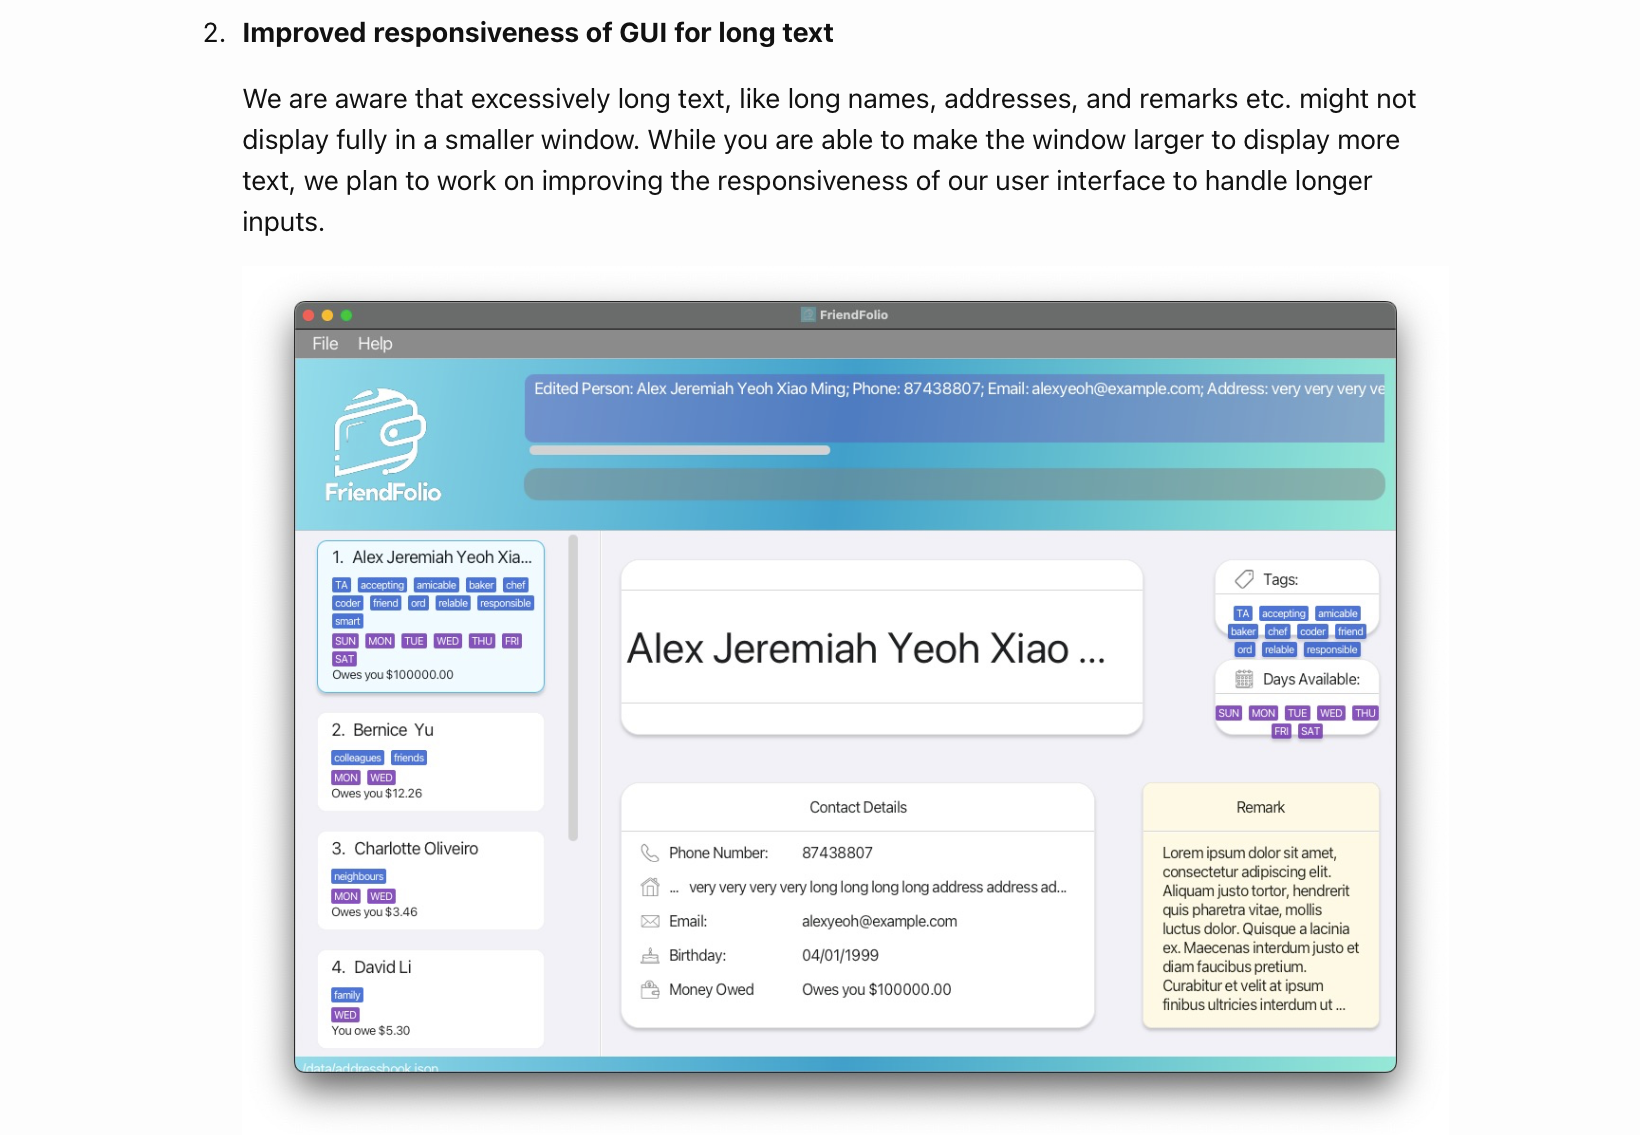 2. Improved responsiveness of GUI for long text
We are aware that excessively long text, like long names, addresses, and remarks etc. might not
display fully in a smaller window. While you are able to make the window larger to display more
text, we plan to work on improving the responsiveness of our user interface to handle longer
inputs.
FriendFolio
File Help
Edited Person: Alex Jeremiah Yeoh Xiao Ming; Phone: 87438807; Email: alexyeoh@example.com; Address: very very very ve
FriendFolio
1. Alex Jeremiah Yeoh Xia...
TA accepting amicable baker chef
coder friend ord relable responsible
smart
SUN MON TUE WED THU FRI
SAT
Owes you $100000.00
2. Bernice Yu
colleagues friends
MON WED
Owes you $12.26
3. Charlotte Oliveiro
neighbours
MON WED
Owes you $3.46
4. David Li
family
WED
You owe $5.30
Alex Jeremiah Yeoh Xiao ...
Tags:
TA accepting amicable
baker chef coder friend
ord relable responsible
Days Available:
SUN MON TUE WED THU
FRI SAT
Contact Details
Phone Number: 87438807
... very very very very long long long long address address ad...
Email: alexyeoh@example.com
Birthday: 04/01/1999
Money Owed Owes you $100000.00
Remark
Lorem ipsum dolor sit amet,
consectetur adipiscing elit.
Aliquam justo tortor, hendrerit
quis pharetra vitae, mollis
luctus dolor. Quisque a lacinia
ex. Maecenas interdum justo et
diam faucibus pretium.
Curabitur et velit at ipsum
finibus ultricies interdum ut ...
/data/addressbook.json